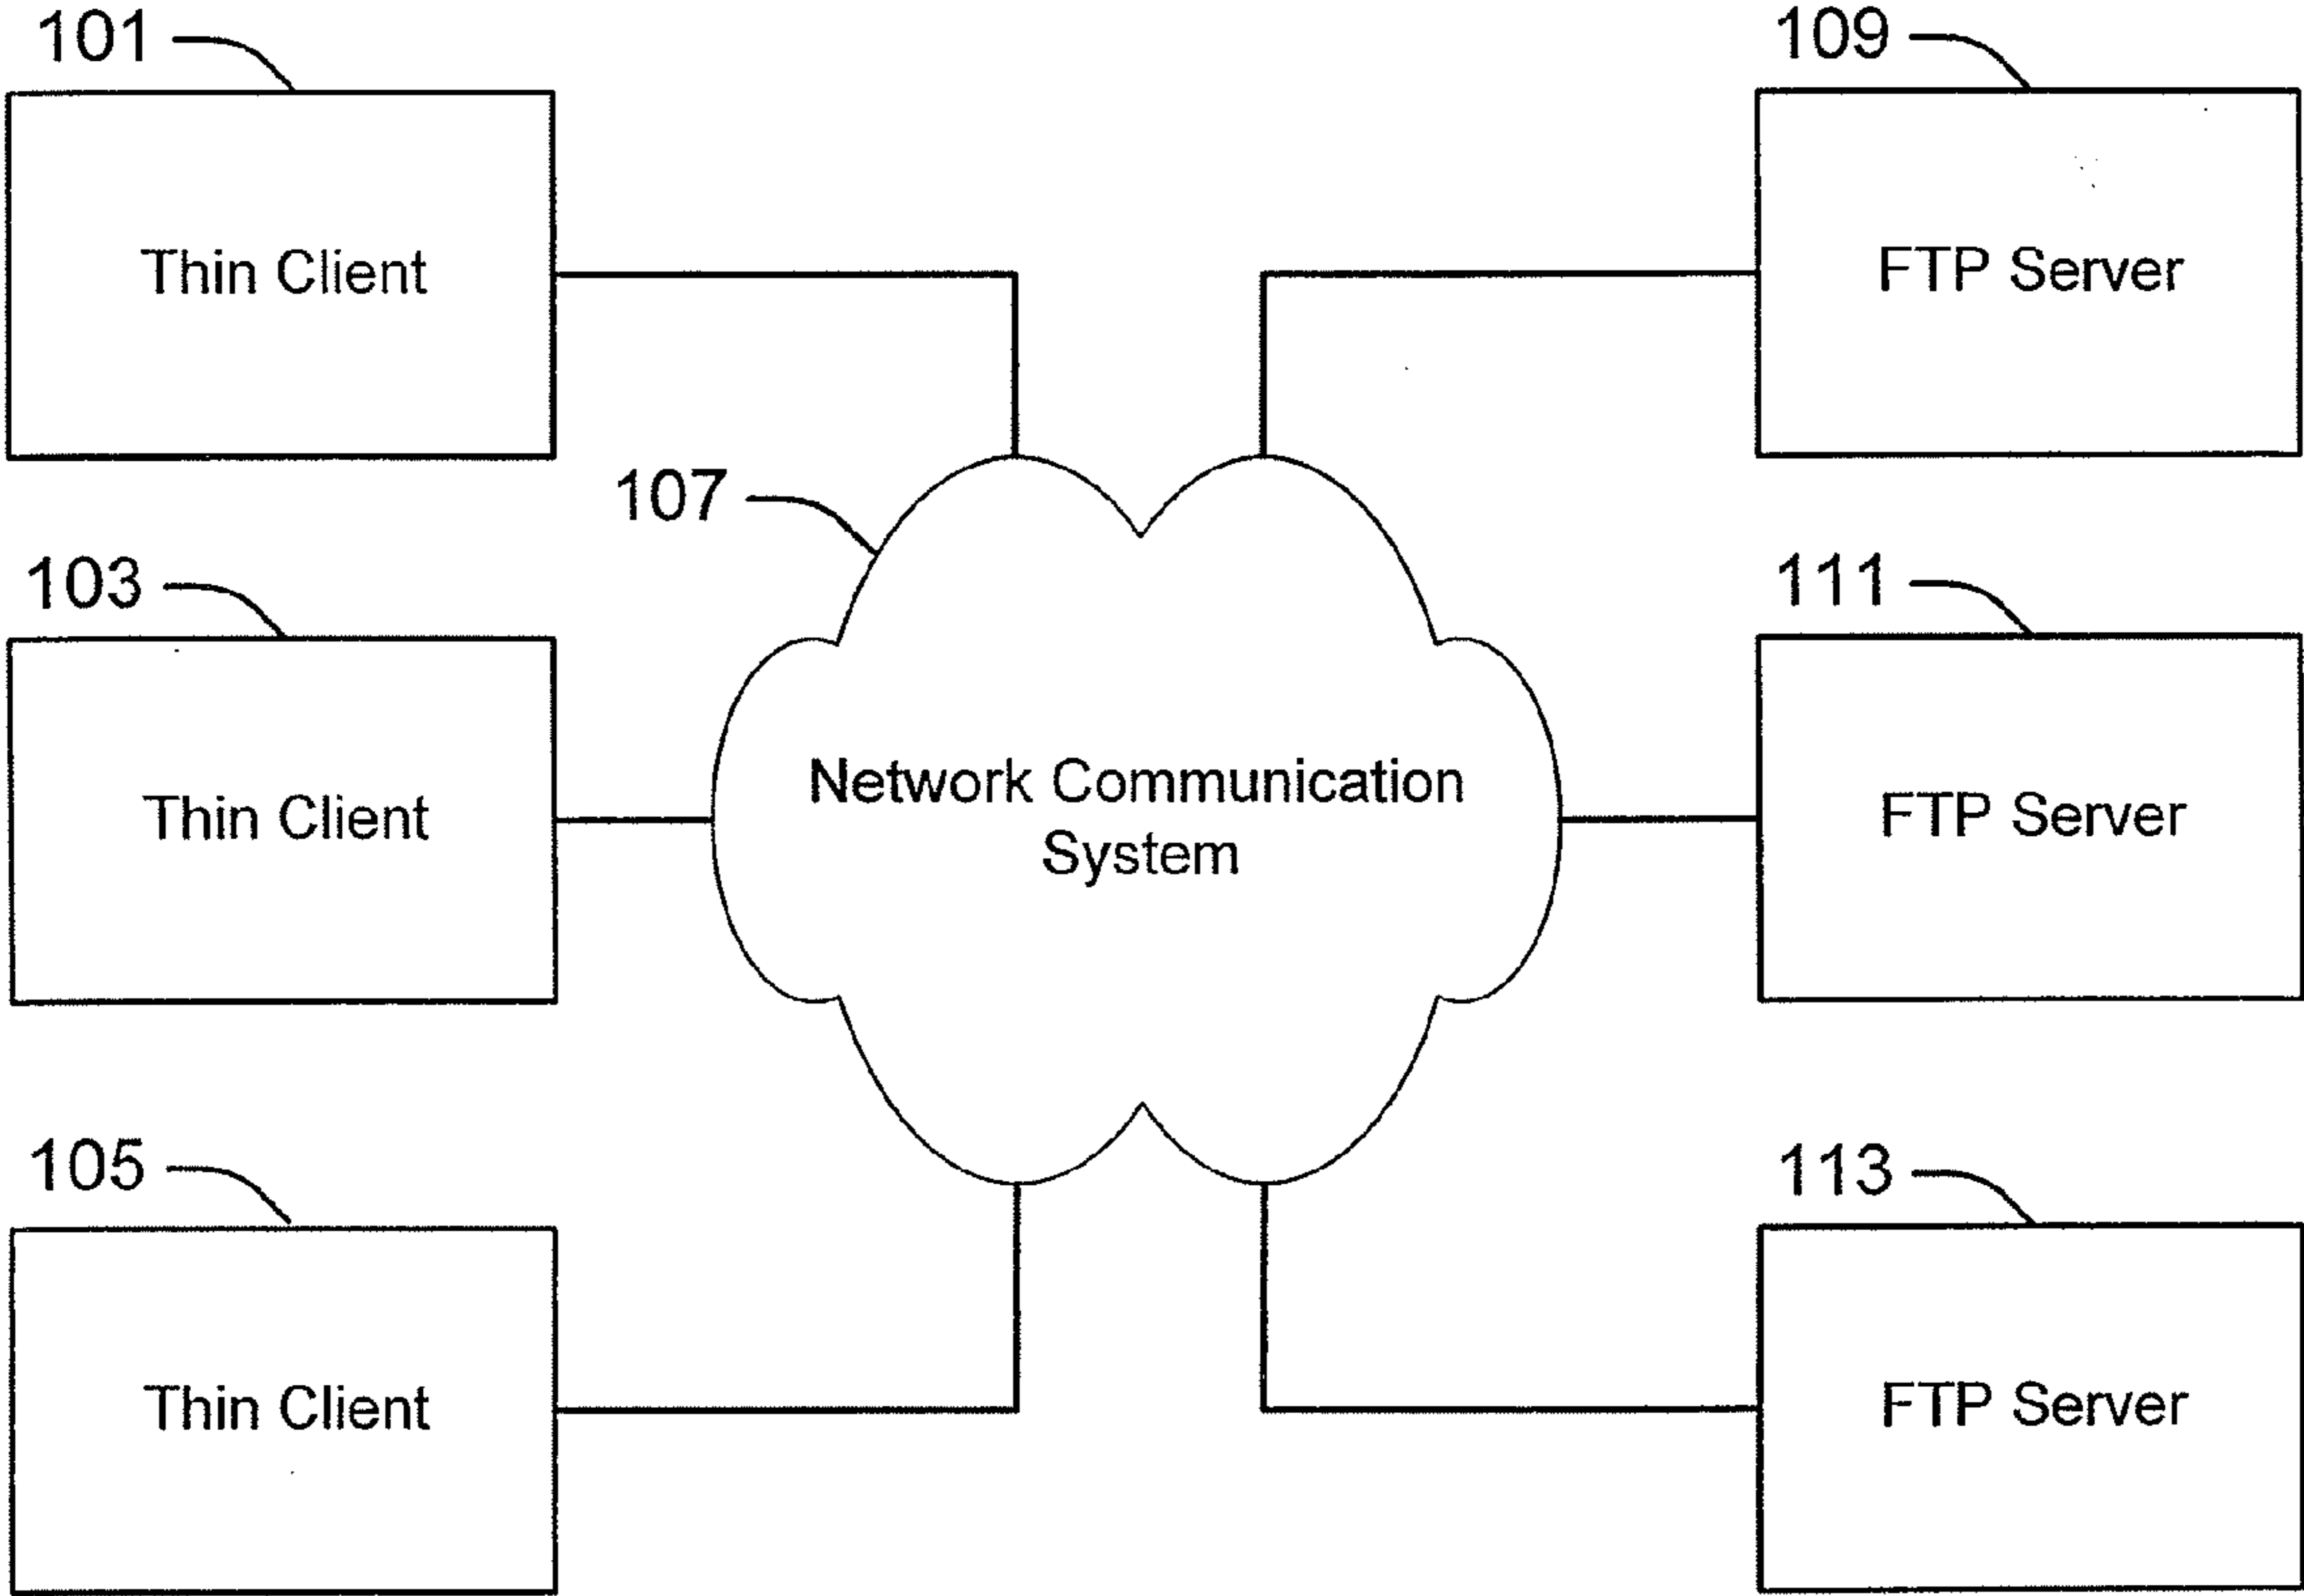 101
109
Thin Client
FTP Server
107
103
111
Network Communication
System
Thin Client
FTP Server
105
113
Thin Client
FTP Server